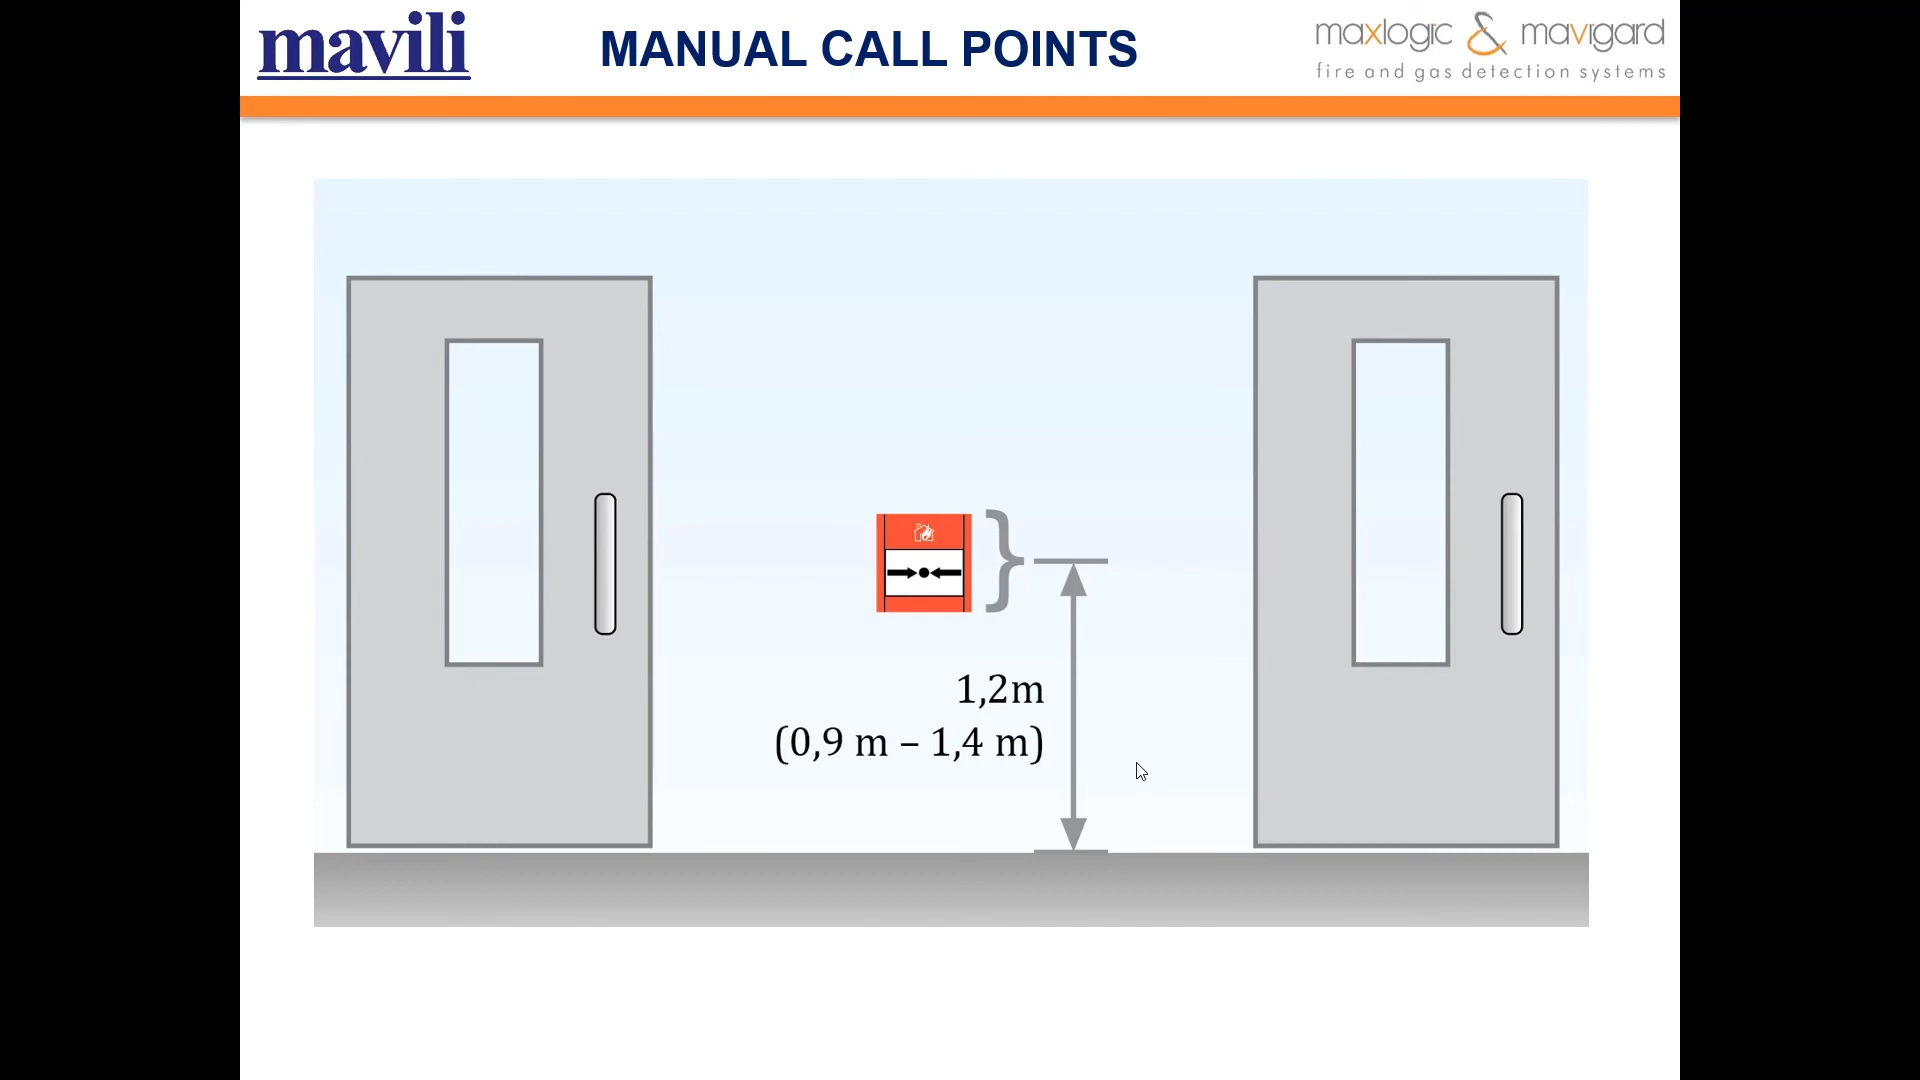 mavili
MANUAL CALL POINTS
maxlogic & mavigard
fire and gas detection systems
1,2m
(0,9 m – 1,4 m)